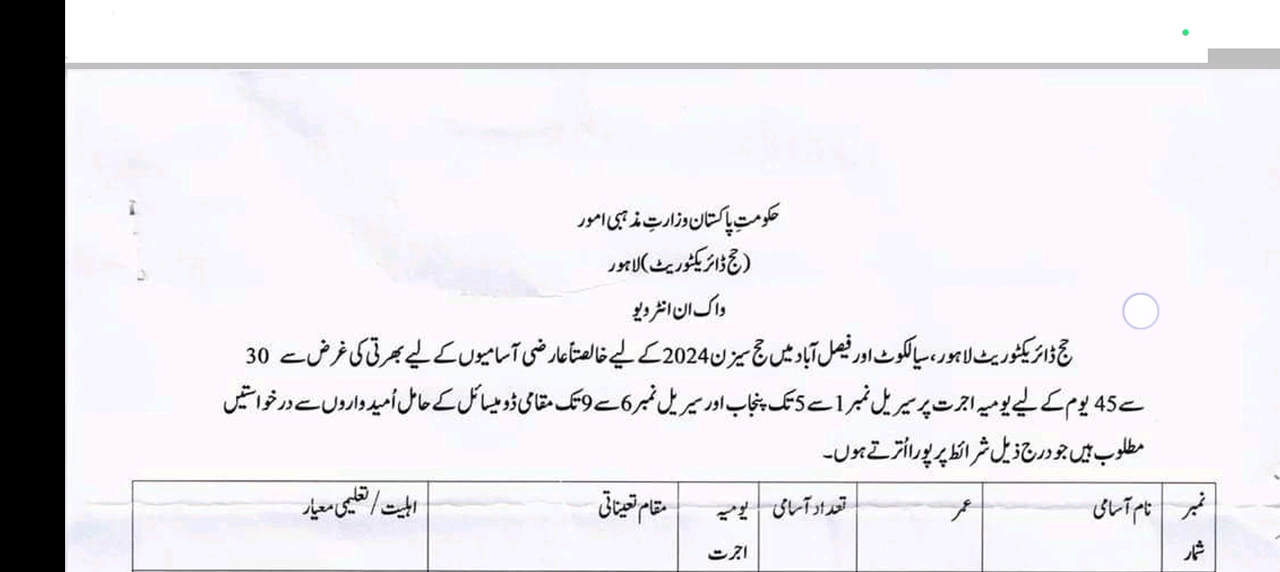 حکومتِ پاکستان وزارتِ مذہبی امور
(حج ڈائریکٹوریٹ) لاہور
واک ان انٹرویو
حج ڈائریکٹوریٹ لاہور، سیالکوٹ اور فیصل آباد میں حج سیزن 2024 کے لیے خالصتاً عارضی آسامیوں کے لیے بھرتی کی غرض سے 30
سے 45 یوم کے لیے یومیہ اجرت پر سیریل نمبر 1 سے 5 تک پنجاب اور سیریل نمبر 6 سے 9 تک مقامی ڈومیسائل کے حامل اُمیدواروں سے درخواستیں
مطلوب ہیں جو درج ذیل شرائط پر پورا اُترتے ہوں۔
نمبر نام آسامی عمر تعداد آسامی یومیہ مقام تعیناتی اہلیت / تعلیمی معیار
شمار اجرت